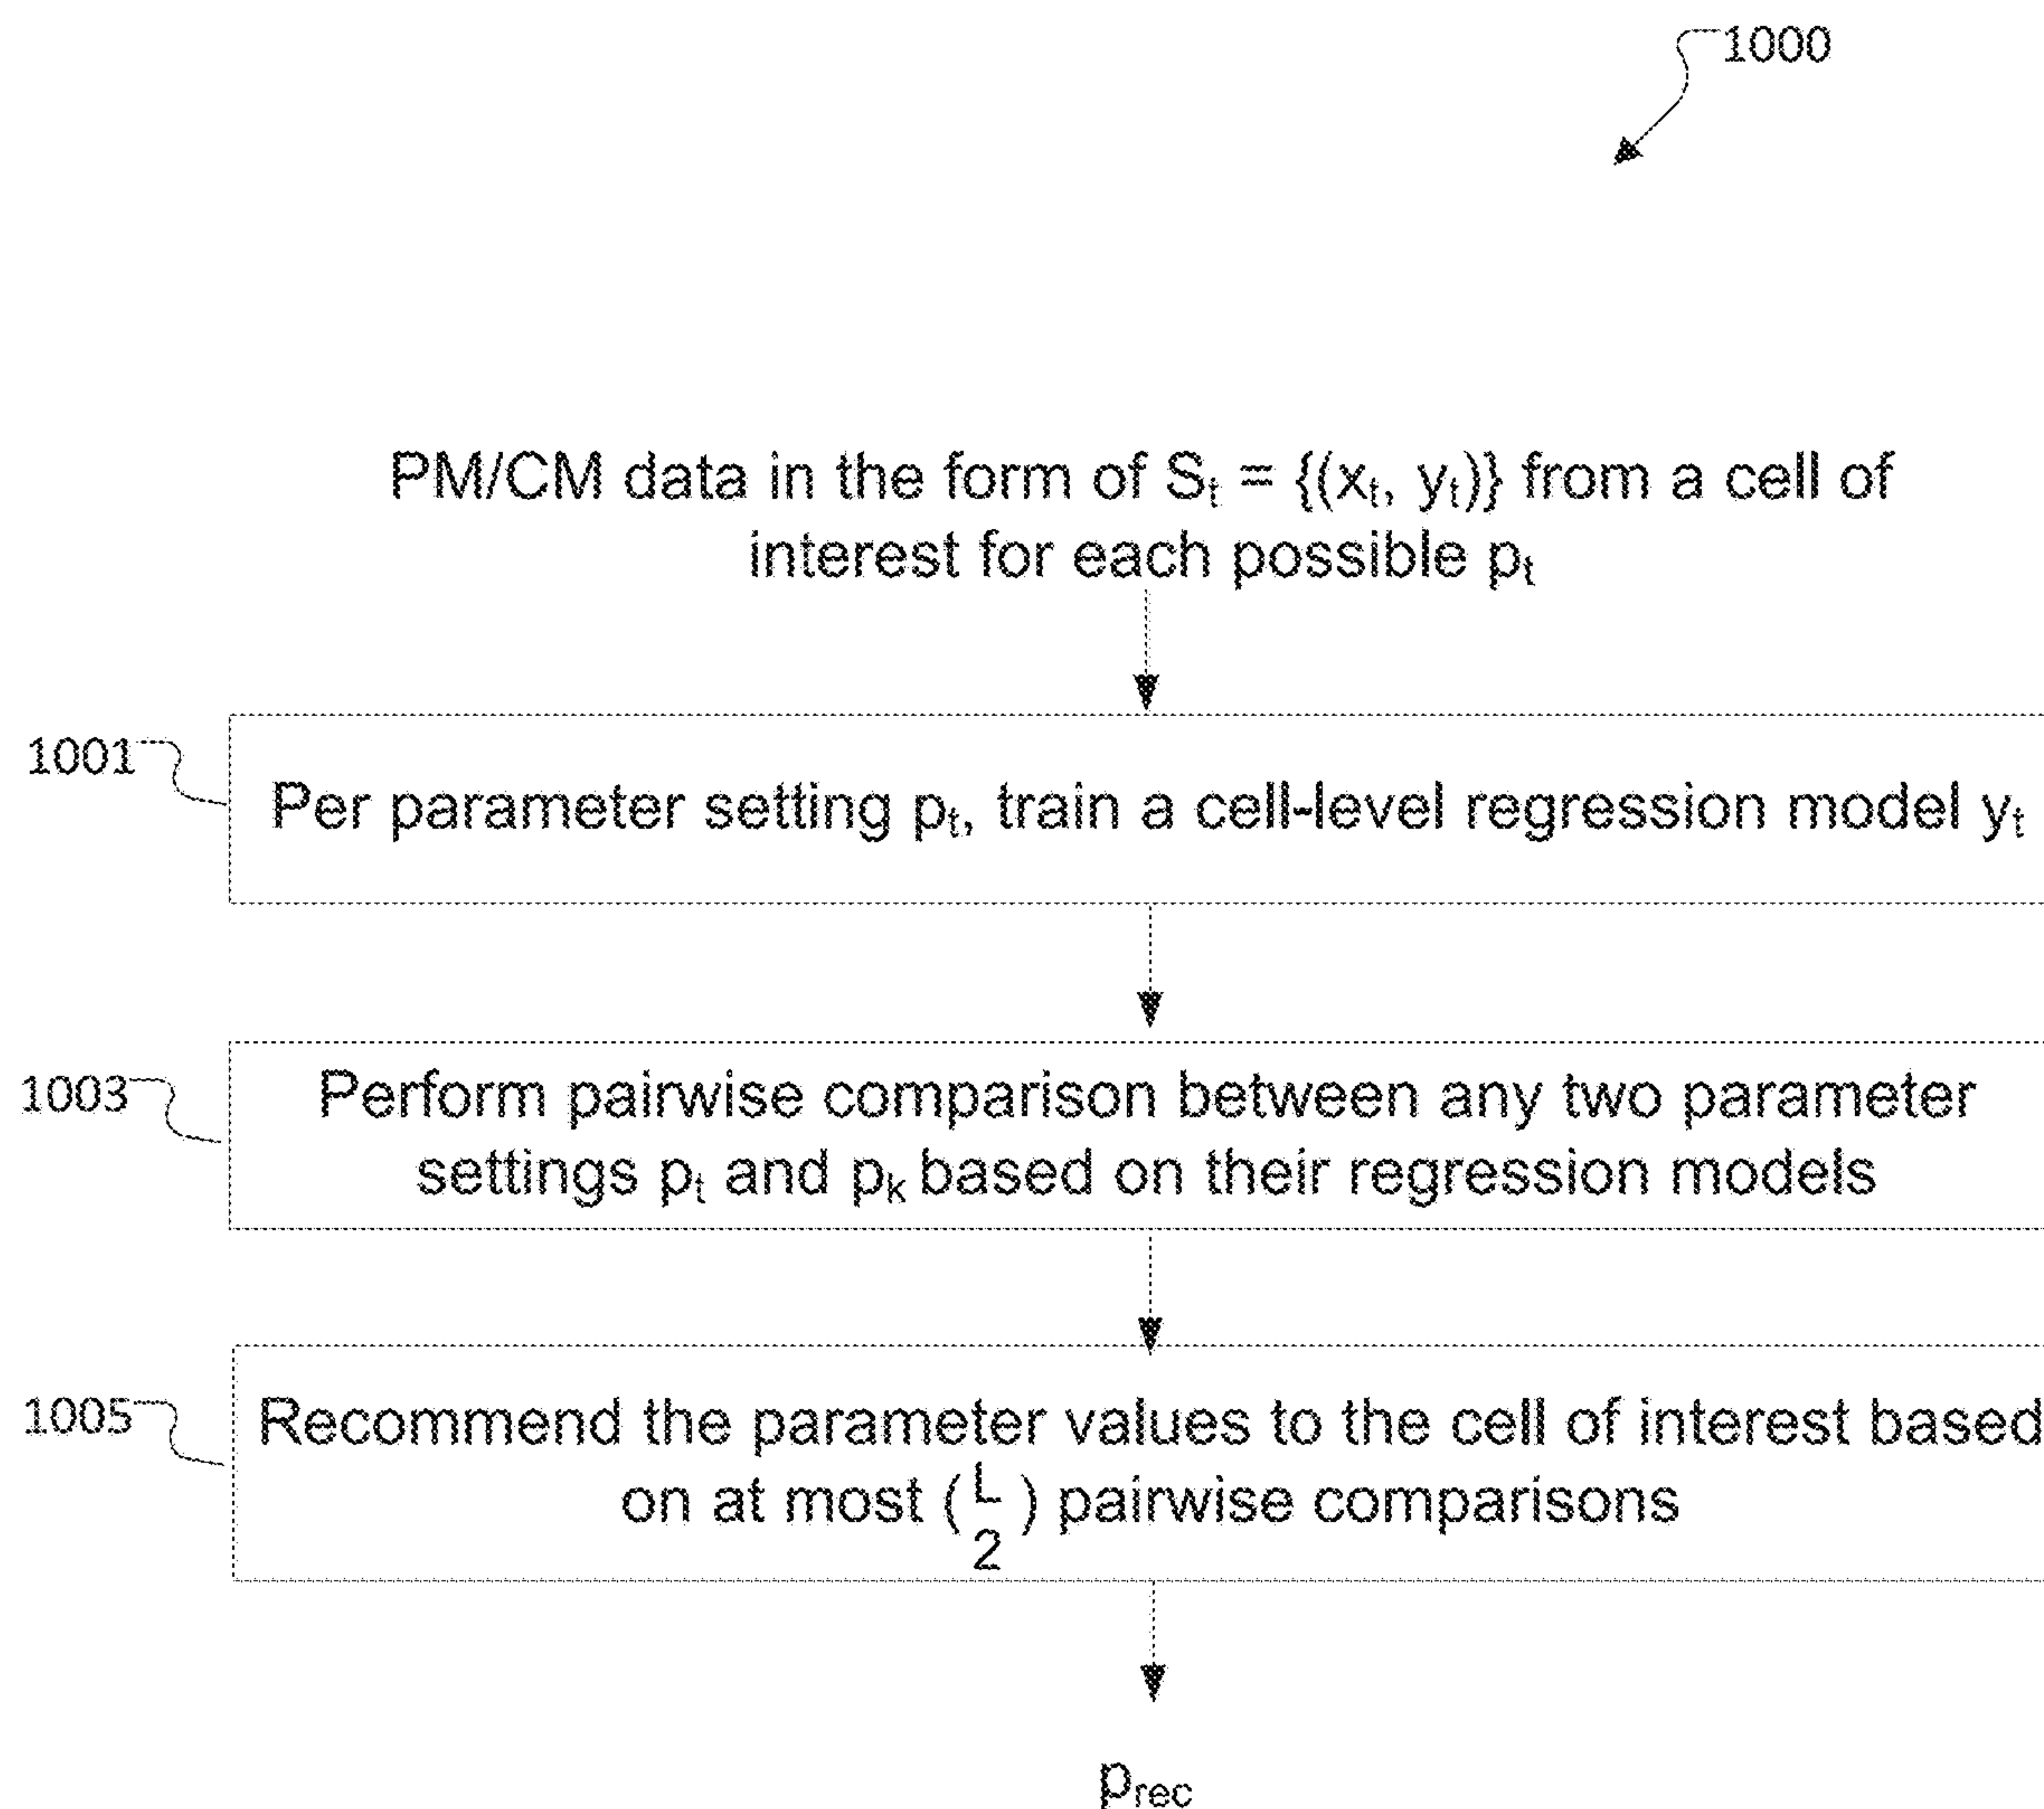 1000
PM/CM data in the form of Sₜ = {(xₜ, yₜ)} from a cell of
interest for each possible pₜ
1001
Per parameter setting pₜ, train a cell-level regression model yₜ
1003
Perform pairwise comparison between any two parameter
settings pₜ and pₖ based on their regression models
1005
Recommend the parameter values to the cell of interest based
on at most (L 2) pairwise comparisons
p_rec